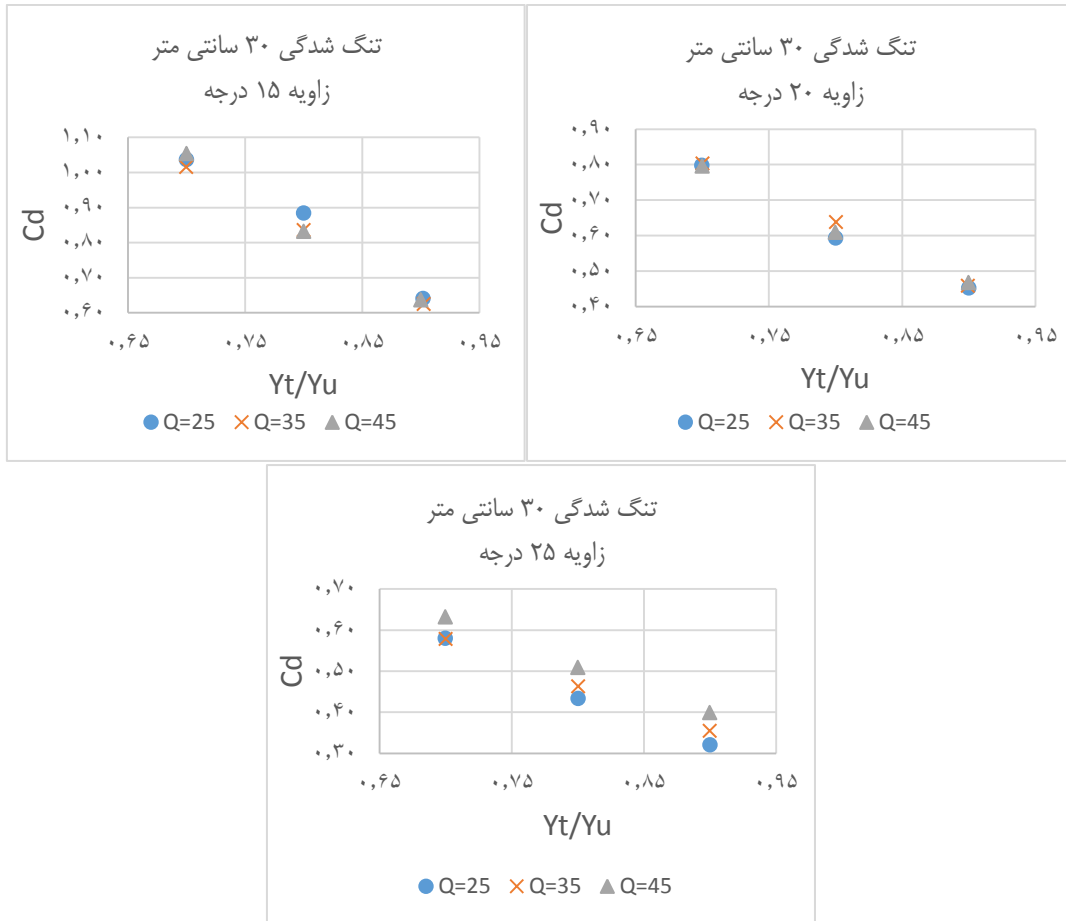 تنگ شدگی ۳۰ سانتی متر
زاویه ۱۵ درجه
۱,۱۰
۱,۰۰
۰,۹۰
۰,۸۰
۰,۷۰
۰,۶۰
Cd
۰,۶۵ ۰,۷۵ ۰,۸۵ ۰,۹۵
Yt/Yu
Q=25 Q=35 Q=45
تنگ شدگی ۳۰ سانتی متر
زاویه ۲۰ درجه
۰,۹۰
۰,۸۰
۰,۷۰
۰,۶۰
۰,۵۰
۰,۴۰
Cd
۰,۶۵ ۰,۷۵ ۰,۸۵ ۰,۹۵
Yt/Yu
Q=25 Q=35 Q=45
تنگ شدگی ۳۰ سانتی متر
زاویه ۲۵ درجه
۰,۷۰
۰,۶۰
۰,۵۰
۰,۴۰
۰,۳۰
Cd
۰,۶۵ ۰,۷۵ ۰,۸۵ ۰,۹۵
Yt/Yu
Q=25 Q=35 Q=45